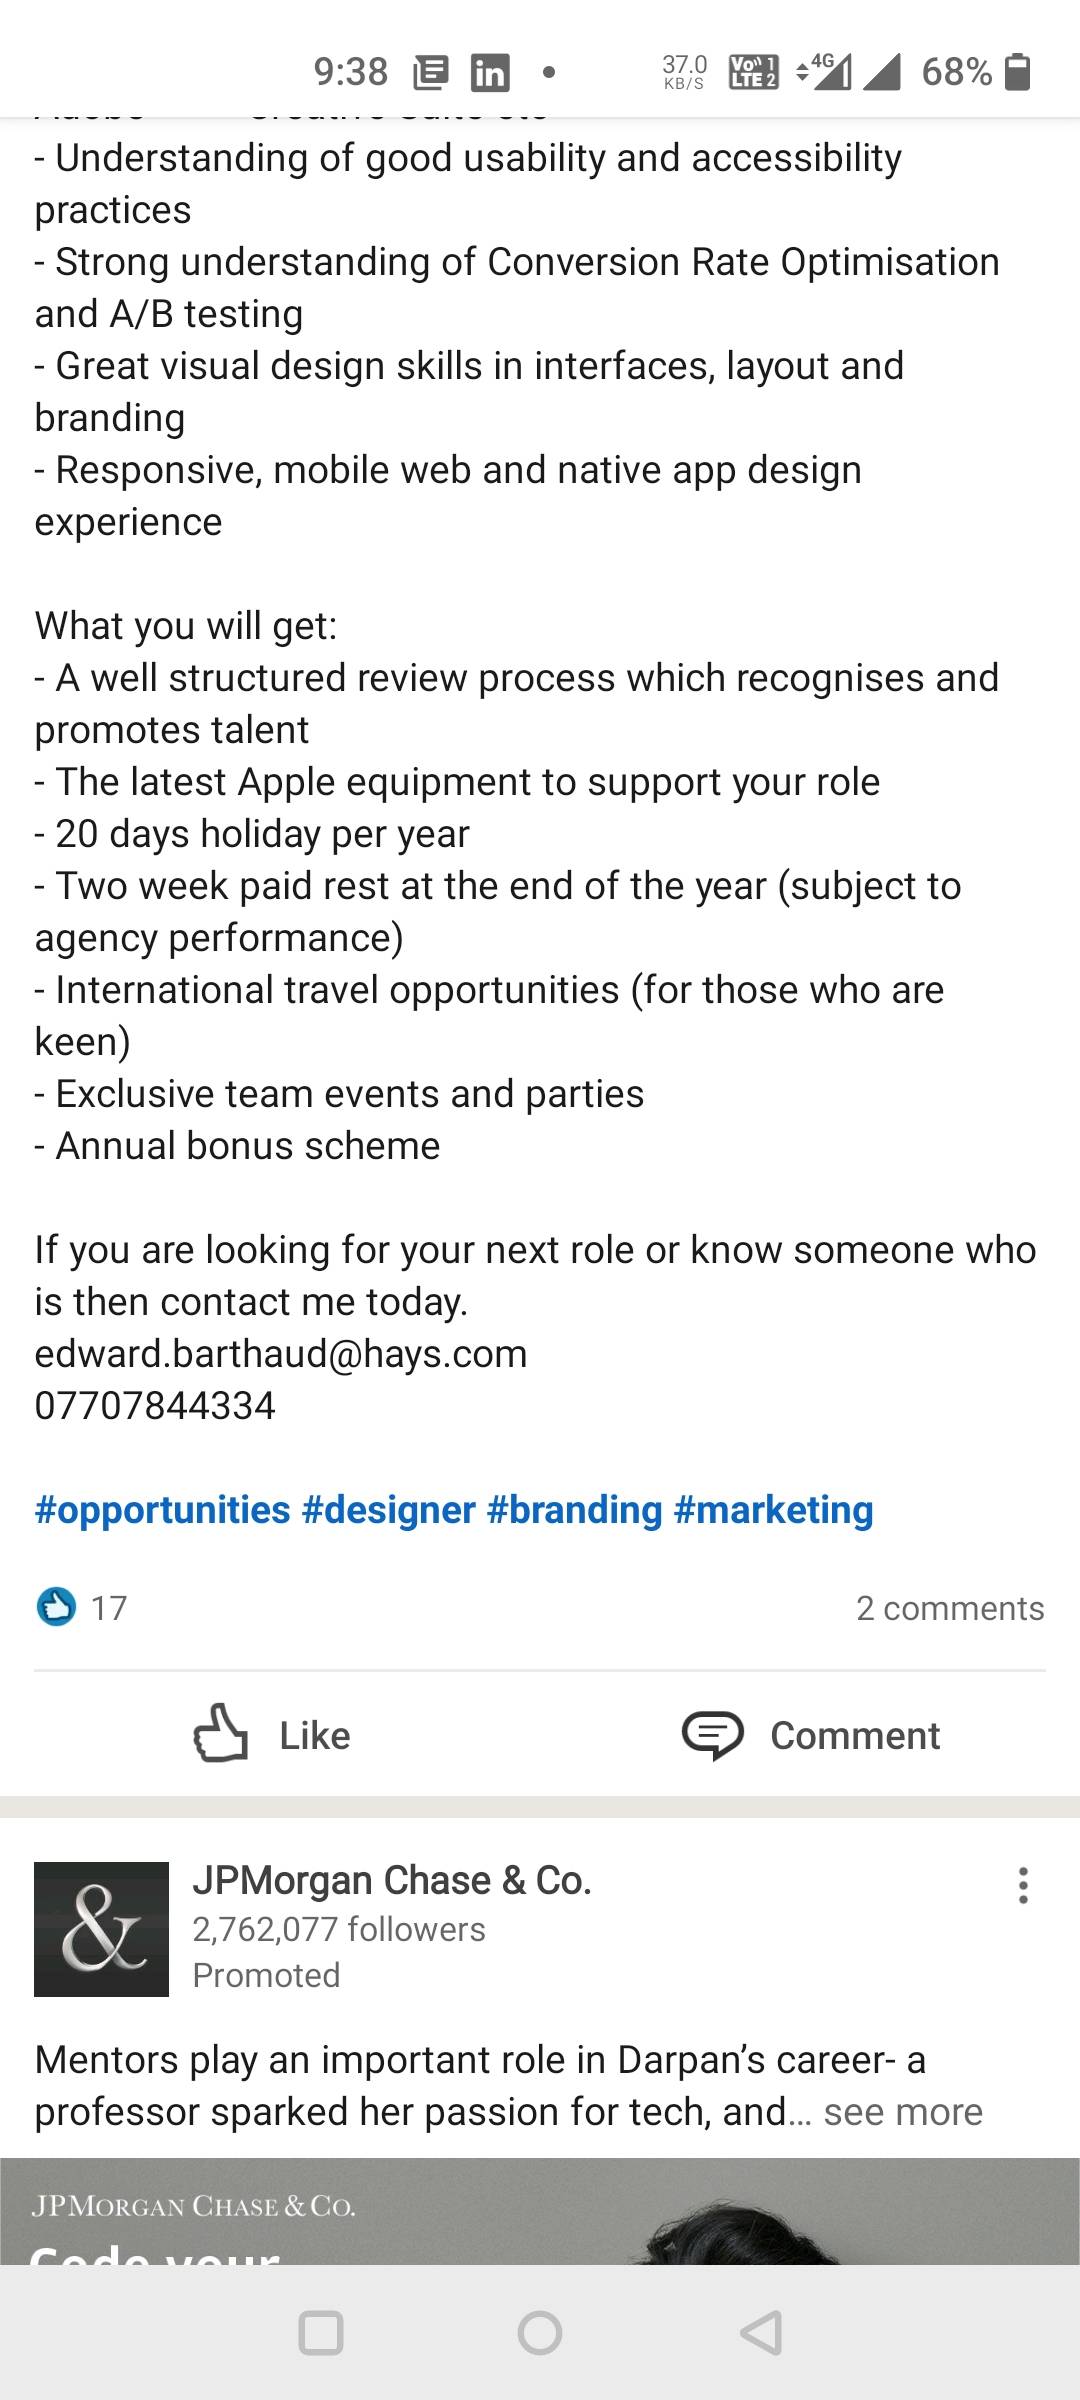 9:38
37.0
KB/S
Vo)) 1
LTE 2
4G
68%
- Understanding of good usability and accessibility
practices
- Strong understanding of Conversion Rate Optimisation
and A/B testing
- Great visual design skills in interfaces, layout and
branding
- Responsive, mobile web and native app design
experience
What you will get:
- A well structured review process which recognises and
promotes talent
- The latest Apple equipment to support your role
- 20 days holiday per year
- Two week paid rest at the end of the year (subject to
agency performance)
- International travel opportunities (for those who are
keen)
- Exclusive team events and parties
- Annual bonus scheme
If you are looking for your next role or know someone who
is then contact me today.
edward.barthaud@hays.com
07707844334
#opportunities #designer #branding #marketing
17
2 comments
Like
Comment
&
JPMorgan Chase & Co.
2,762,077 followers
Promoted
Mentors play an important role in Darpan’s career- a
professor sparked her passion for tech, and... see more
JPMORGAN CHASE & CO.
Code your